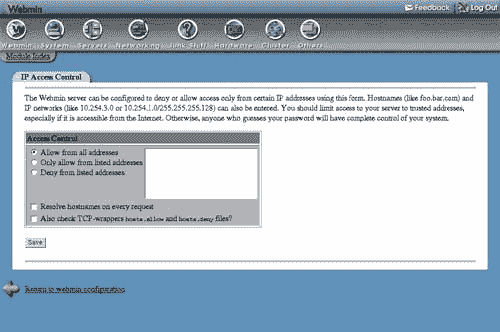 Webmin
Feedback Log Out
Webmin System Servers Networking Junk Stuff Hardware Cluster Others
Module Index
IP Access Control
The Webmin server can be configured to deny or allow access only from certain IP addresses using this form. Hostnames (like foo.bar.com) and
IP networks (like 10.254.3.0 or 10.254.1.0/255.255.255.128) can also be entered. You should limit access to your server to trusted addresses,
especially if it is accessible from the Internet. Otherwise, anyone who guesses your password will have complete control of your system.
Access Control
Allow from all addresses
Only allow from listed addresses
Deny from listed addresses
Resolve hostnames on every request
Also check TCP-wrappers hosts.allow and hosts.deny files?
Save
Return to webmin configuration